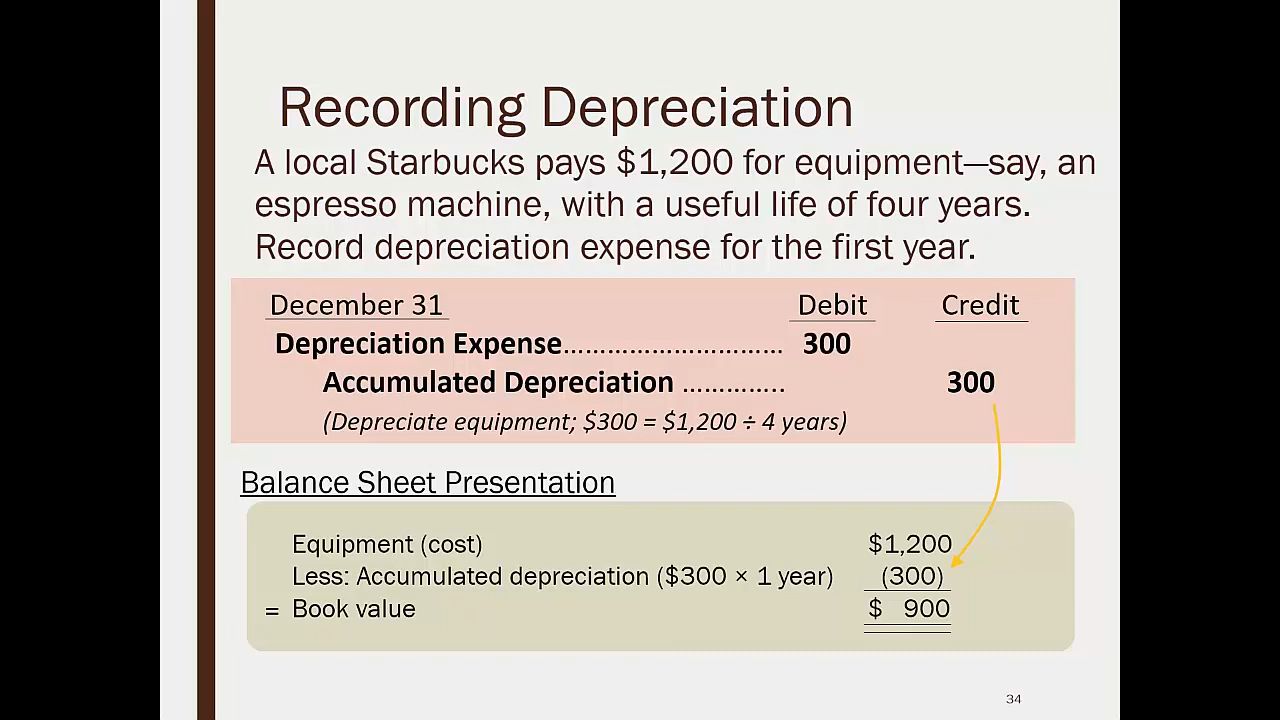 Recording Depreciation
A local Starbucks pays $1,200 for equipment—say, an
espresso machine, with a useful life of four years.
Record depreciation expense for the first year.
December 31 Debit Credit
Depreciation Expense………………………… 300
Accumulated Depreciation ………….. 300
(Depreciate equipment; $300 = $1,200 ÷ 4 years)
Balance Sheet Presentation
Equipment (cost) $1,200
Less: Accumulated depreciation ($300 × 1 year) (300)
= Book value $ 900
34